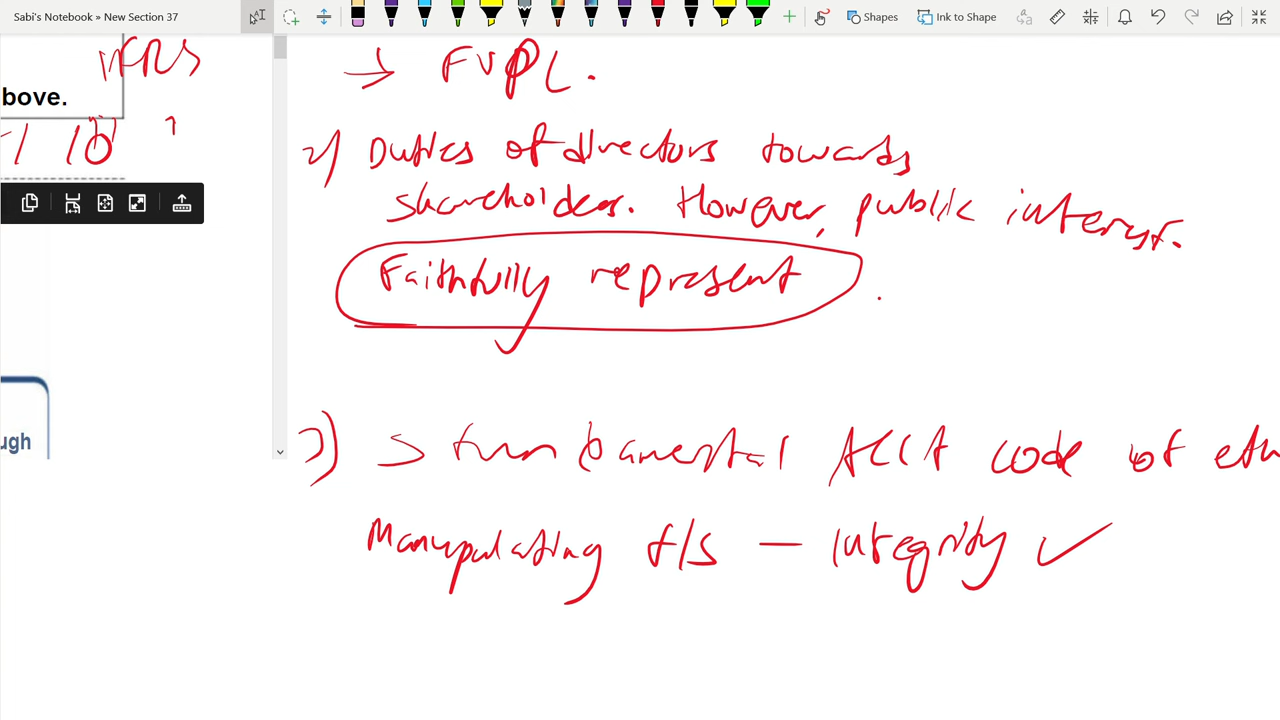 Sabi's Notebook » New Section 37
Shapes
Ink to Shape
IFRS
bove.
10
ugh
→ FVPL.
2) Duties of directors towards
shareholders. However, public interest.
Faithfully represent
3) 5 fundamental ACCA code of eth
Manipulating f/s — Integrity ✓